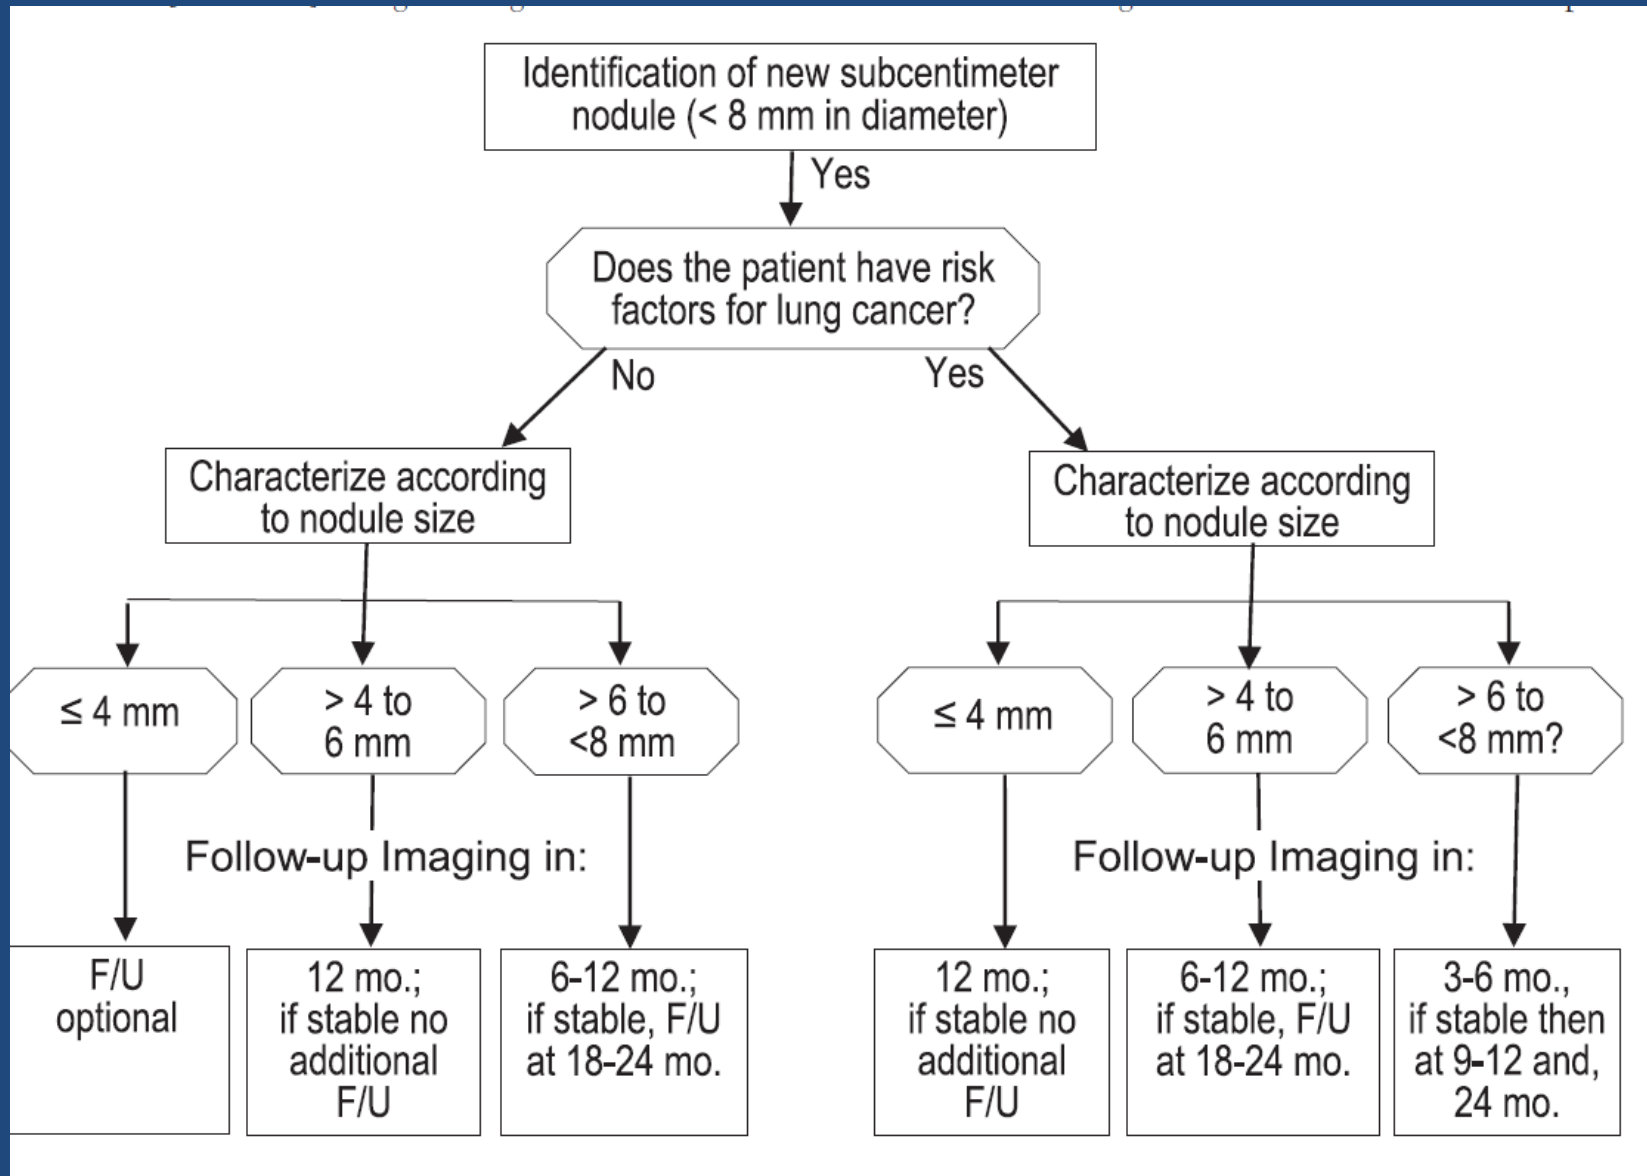 Identification of new subcentimeter
nodule (< 8 mm in diameter)
Yes
Does the patient have risk
factors for lung cancer?
No
Yes
Characterize according
to nodule size
Characterize according
to nodule size
≤ 4 mm
> 4 to
6 mm
> 6 to
<8 mm
≤ 4 mm
> 4 to
6 mm
> 6 to
<8 mm?
Follow-up Imaging in:
Follow-up Imaging in:
F/U
optional
12 mo.;
if stable no
additional
F/U
6-12 mo.;
if stable, F/U
at 18-24 mo.
12 mo.;
if stable no
additional
F/U
6-12 mo.;
if stable, F/U
at 18-24 mo.
3-6 mo.,
if stable then
at 9-12 and,
24 mo.